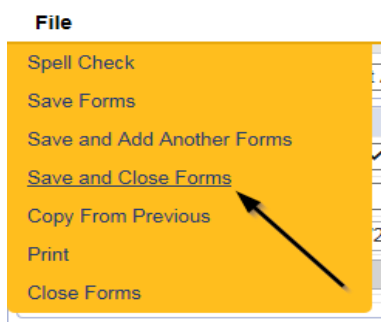 File
Spell Check
Save Forms
Save and Add Another Forms
Save and Close Forms
Copy From Previous
Print
Close Forms